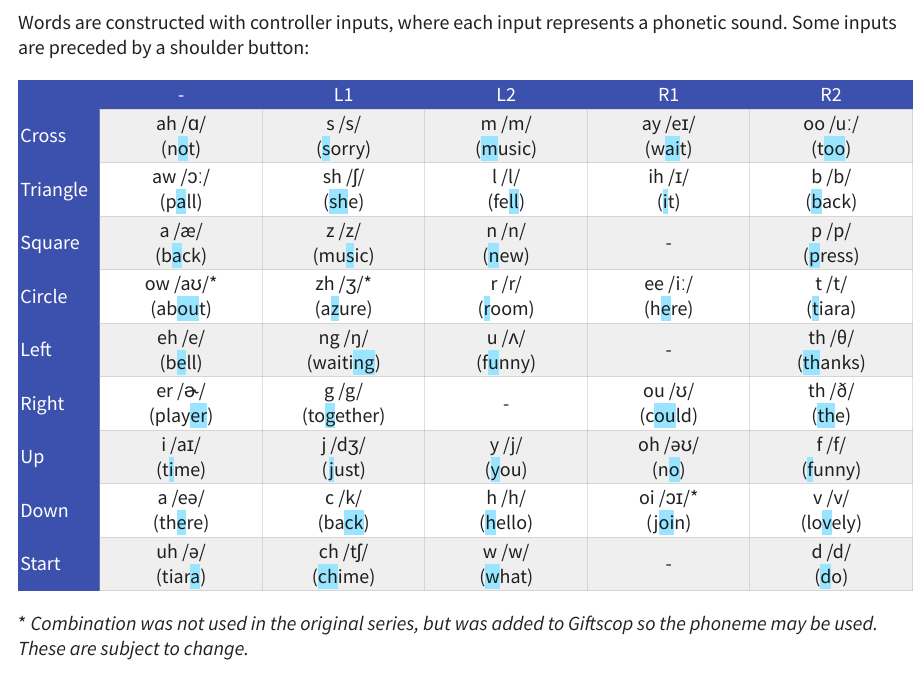 Words are constructed with controller inputs, where each input represents a phonetic sound. Some inputs
are preceded by a shoulder button:
- L1 L2 R1 R2
Cross ah /ɑ/ s /s/ m /m/ ay /eɪ/ oo /uː/
(not) (sorry) (music) (wait) (too)
Triangle aw /ɔː/ sh /ʃ/ l /l/ ih /ɪ/ b /b/
(pall) (she) (fell) (it) (back)
Square a /æ/ z /z/ n /n/ - p /p/
(back) (music) (new) (press)
Circle ow /aʊ/* zh /ʒ/* r /r/ ee /iː/ t /t/
(about) (azure) (room) (here) (tiara)
Left eh /e/ ng /ŋ/ u /ʌ/ - th /θ/
(bell) (waiting) (funny) (thanks)
Right er /ɚ/ g /g/ - ou /ʊ/ th /ð/
(player) (together) (could) (the)
Up i /aɪ/ j /dʒ/ y /j/ oh /əʊ/ f /f/
(time) (just) (you) (no) (funny)
Down a /eə/ c /k/ h /h/ oi /ɔɪ/* v /v/
(there) (back) (hello) (join) (lovely)
Start uh /ə/ ch /tʃ/ w /w/ - d /d/
(tiara) (chime) (what) (do)
* Combination was not used in the original series, but was added to Giftscop so the phoneme may be used.
These are subject to change.